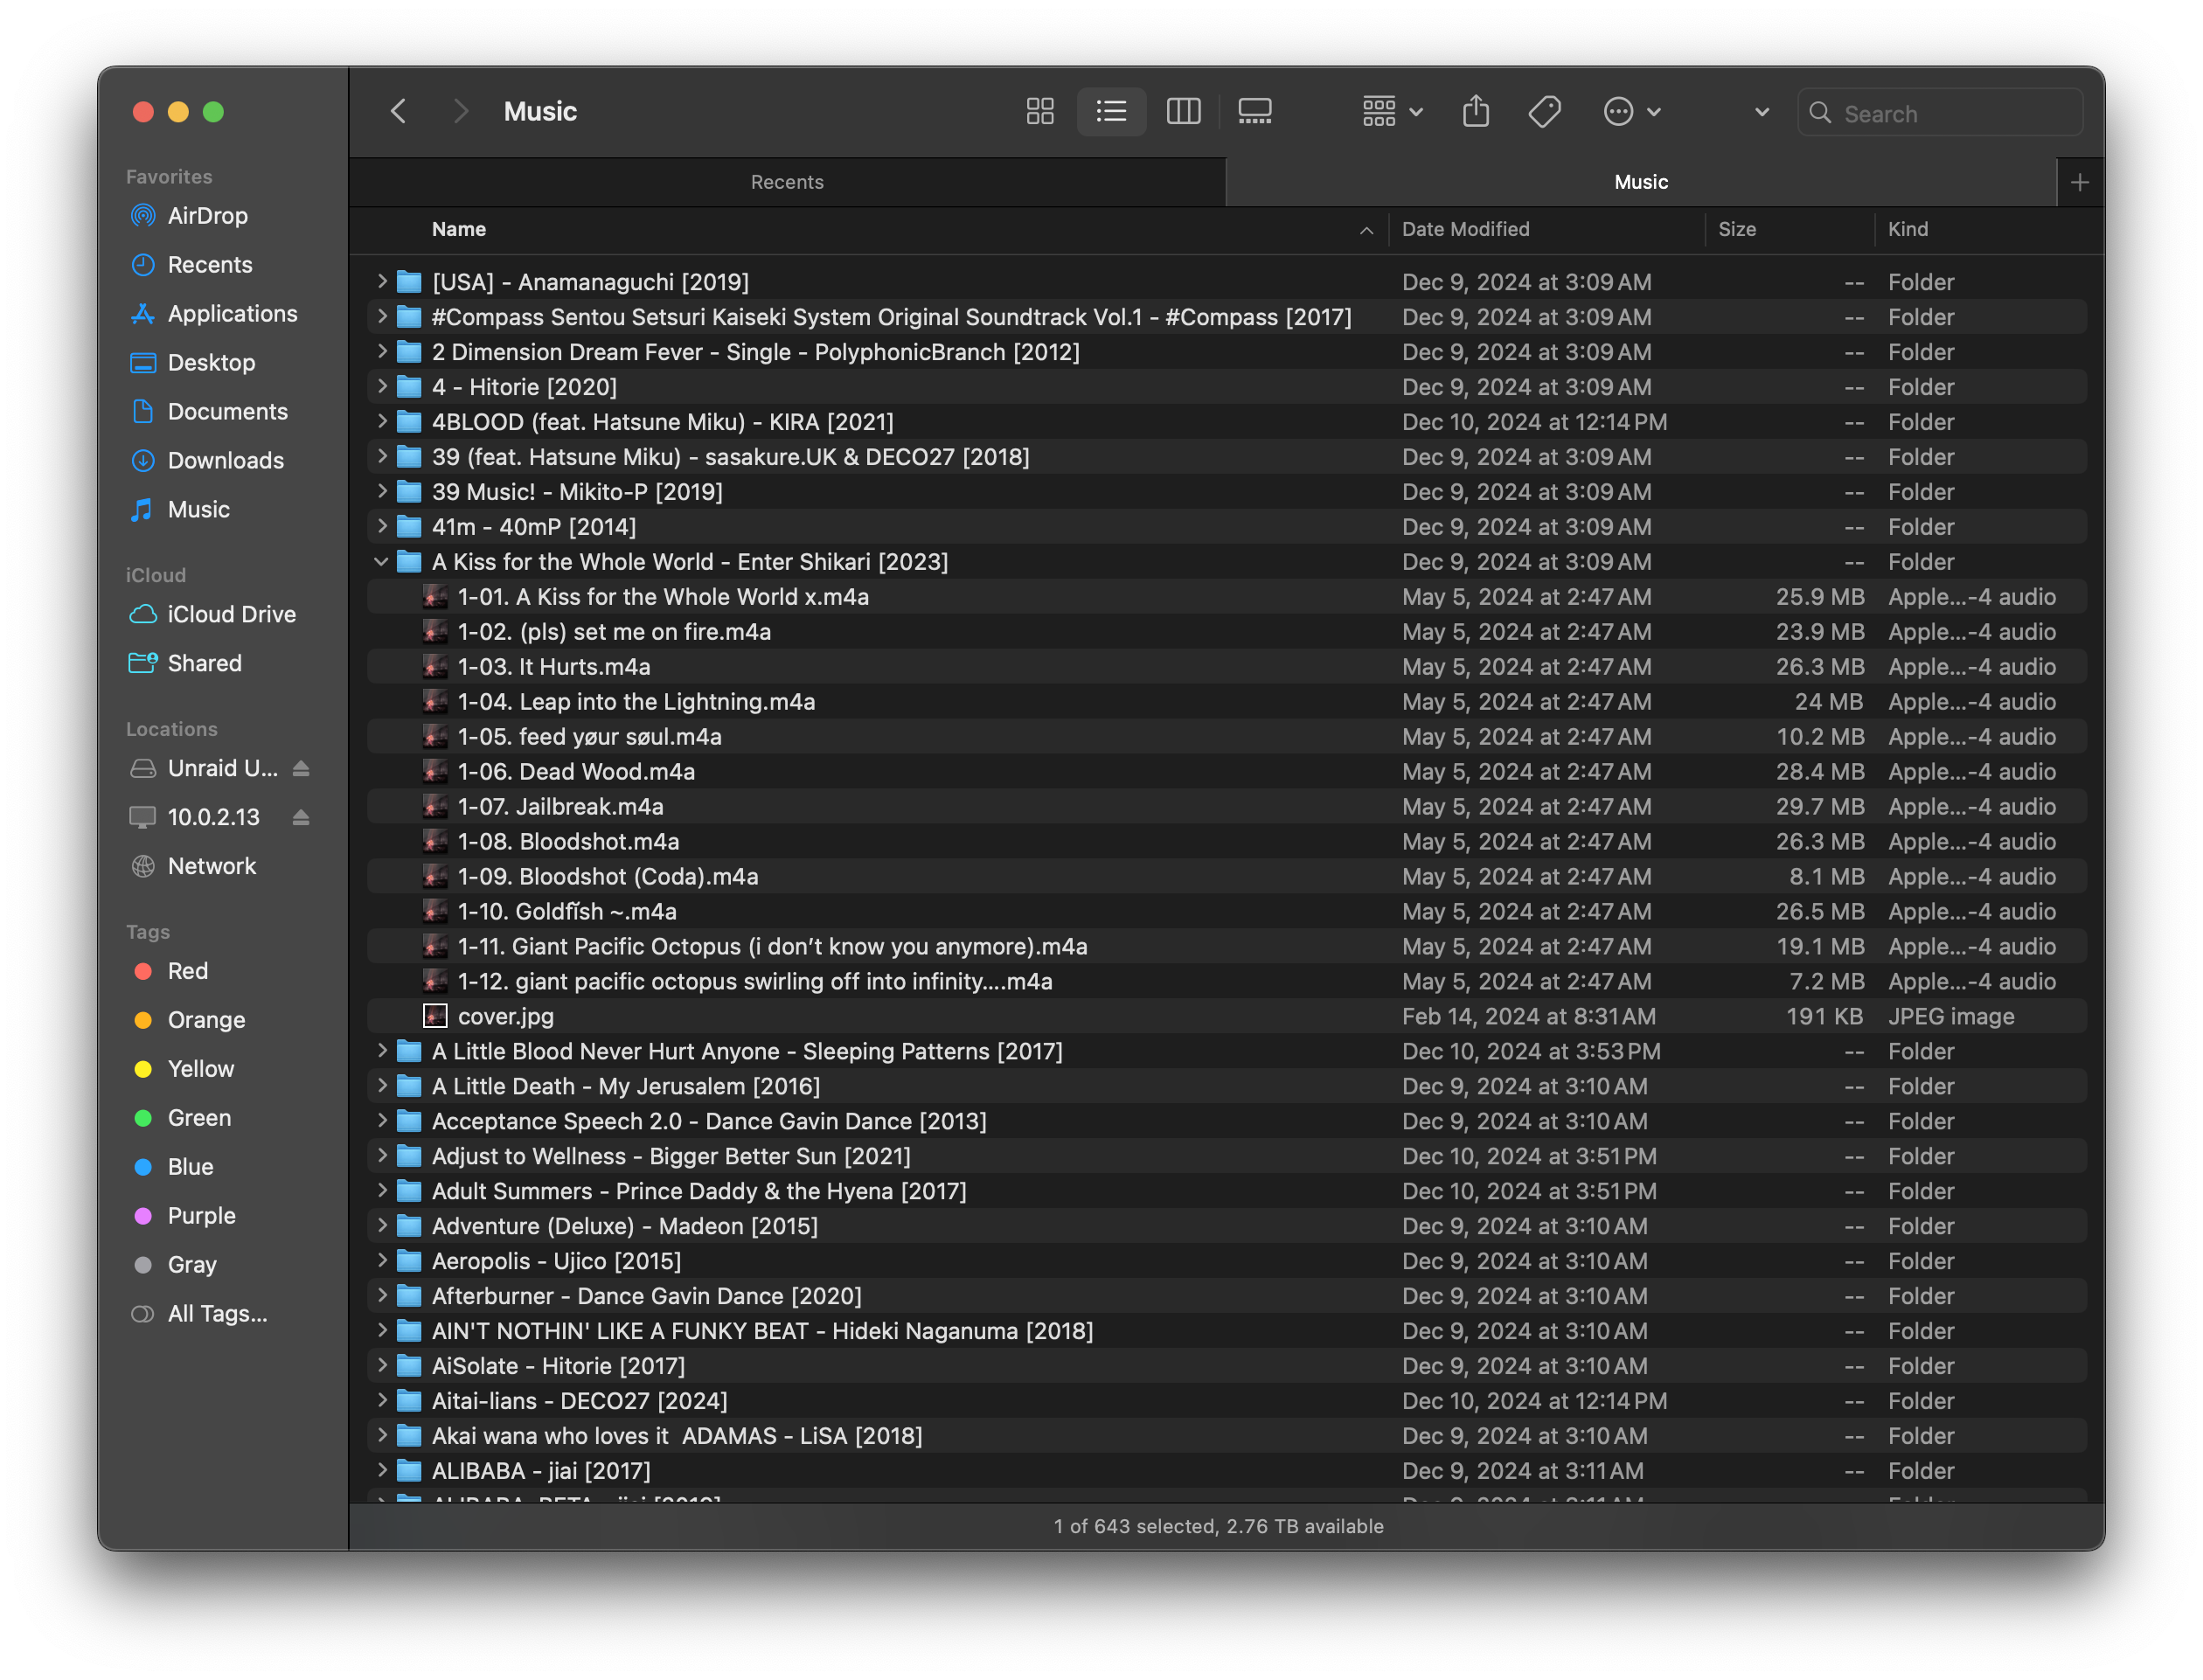 Music
Search
Favorites
AirDrop
Recents
Applications
Desktop
Documents
Downloads
Music
iCloud
iCloud Drive
Shared
Locations
Unraid U...
10.0.2.13
Network
Tags
Red
Orange
Yellow
Green
Blue
Purple
Gray
All Tags...
Recents Music
Name Date Modified Size Kind
[USA] - Anamanaguchi [2019] Dec 9, 2024 at 3:09 AM -- Folder
#Compass Sentou Setsuri Kaiseki System Original Soundtrack Vol.1 - #Compass [2017] Dec 9, 2024 at 3:09 AM -- Folder
2 Dimension Dream Fever - Single - PolyphonicBranch [2012] Dec 9, 2024 at 3:09 AM -- Folder
4 - Hitorie [2020] Dec 9, 2024 at 3:09 AM -- Folder
4BLOOD (feat. Hatsune Miku) - KIRA [2021] Dec 10, 2024 at 12:14 PM -- Folder
39 (feat. Hatsune Miku) - sasakure.UK & DECO27 [2018] Dec 9, 2024 at 3:09 AM -- Folder
39 Music! - Mikito-P [2019] Dec 9, 2024 at 3:09 AM -- Folder
41m - 40mP [2014] Dec 9, 2024 at 3:09 AM -- Folder
A Kiss for the Whole World - Enter Shikari [2023] Dec 9, 2024 at 3:09 AM -- Folder
1-01. A Kiss for the Whole World x.m4a May 5, 2024 at 2:47 AM 25.9 MB Apple...-4 audio
1-02. (pls) set me on fire.m4a May 5, 2024 at 2:47 AM 23.9 MB Apple...-4 audio
1-03. It Hurts.m4a May 5, 2024 at 2:47 AM 26.3 MB Apple...-4 audio
1-04. Leap into the Lightning.m4a May 5, 2024 at 2:47 AM 24 MB Apple...-4 audio
1-05. feed yøur søul.m4a May 5, 2024 at 2:47 AM 10.2 MB Apple...-4 audio
1-06. Dead Wood.m4a May 5, 2024 at 2:47 AM 28.4 MB Apple...-4 audio
1-07. Jailbreak.m4a May 5, 2024 at 2:47 AM 29.7 MB Apple...-4 audio
1-08. Bloodshot.m4a May 5, 2024 at 2:47 AM 26.3 MB Apple...-4 audio
1-09. Bloodshot (Coda).m4a May 5, 2024 at 2:47 AM 8.1 MB Apple...-4 audio
1-10. Goldfĭsh ~.m4a May 5, 2024 at 2:47 AM 26.5 MB Apple...-4 audio
1-11. Giant Pacific Octopus (i don’t know you anymore).m4a May 5, 2024 at 2:47 AM 19.1 MB Apple...-4 audio
1-12. giant pacific octopus swirling off into infinity….m4a May 5, 2024 at 2:47 AM 7.2 MB Apple...-4 audio
cover.jpg Feb 14, 2024 at 8:31 AM 191 KB JPEG image
A Little Blood Never Hurt Anyone - Sleeping Patterns [2017] Dec 10, 2024 at 3:53 PM -- Folder
A Little Death - My Jerusalem [2016] Dec 9, 2024 at 3:10 AM -- Folder
Acceptance Speech 2.0 - Dance Gavin Dance [2013] Dec 9, 2024 at 3:10 AM -- Folder
Adjust to Wellness - Bigger Better Sun [2021] Dec 10, 2024 at 3:51 PM -- Folder
Adult Summers - Prince Daddy & the Hyena [2017] Dec 10, 2024 at 3:51 PM -- Folder
Adventure (Deluxe) - Madeon [2015] Dec 9, 2024 at 3:10 AM -- Folder
Aeropolis - Ujico [2015] Dec 9, 2024 at 3:10 AM -- Folder
Afterburner - Dance Gavin Dance [2020] Dec 9, 2024 at 3:10 AM -- Folder
AIN'T NOTHIN' LIKE A FUNKY BEAT - Hideki Naganuma [2018] Dec 9, 2024 at 3:10 AM -- Folder
AiSolate - Hitorie [2017] Dec 9, 2024 at 3:10 AM -- Folder
Aitai-lians - DECO27 [2024] Dec 10, 2024 at 12:14 PM -- Folder
Akai wana who loves it  ADAMAS - LiSA [2018] Dec 9, 2024 at 3:10 AM -- Folder
ALIBABA - jiai [2017] Dec 9, 2024 at 3:11 AM -- Folder
1 of 643 selected, 2.76 TB available